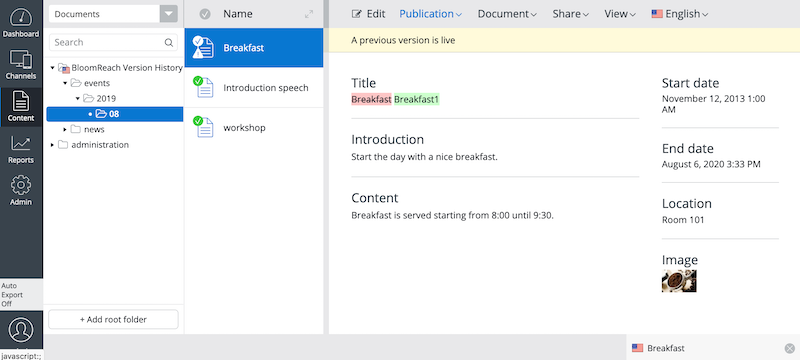 Dashboard
Channels
Content
Reports
Admin
Auto
Export
Off
javascript:;
Documents
Search
BloomReach Version History
events
2019
08
news
administration
+ Add root folder
Name
Breakfast
Introduction speech
workshop
Edit
Publication
Document
Share
View
English
A previous version is live
Title
Breakfast Breakfast1
Introduction
Start the day with a nice breakfast.
Content
Breakfast is served starting from 8:00 until 9:30.
Start date
November 12, 2013 1:00
AM
End date
August 6, 2020 3:33 PM
Location
Room 101
Image
Breakfast